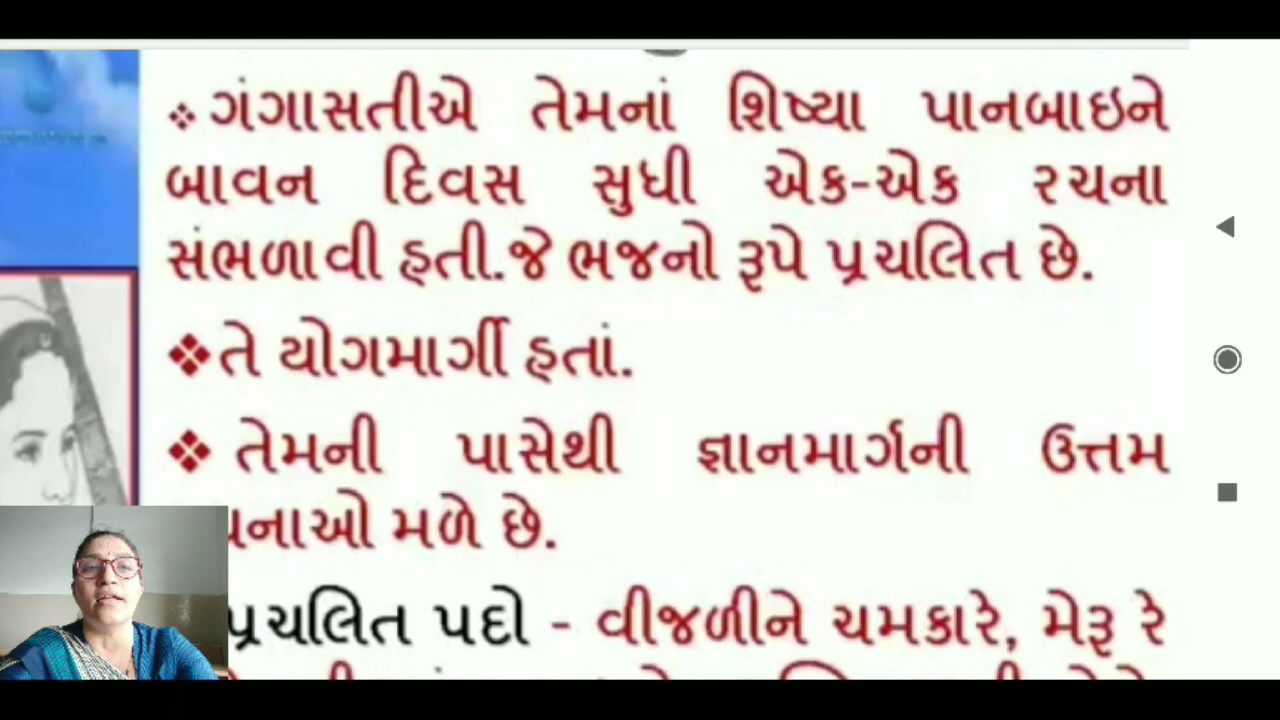 ❖ ગંગાસતીએ તેમનાં શિષ્યા પાનબાઇને
બાવન દિવસ સુધી એક-એક રચના
સંભળાવી હતી.જે ભજનો રૂપે પ્રચલિત છે.
❖તે યોગમાર્ગી હતાં.
❖ તેમની પાસેથી જ્ઞાનમાર્ગની ઉત્તમ
મળે છે.
પ્રચલિત પદો - વીજળીને ચમકારે, મેરૂ રે